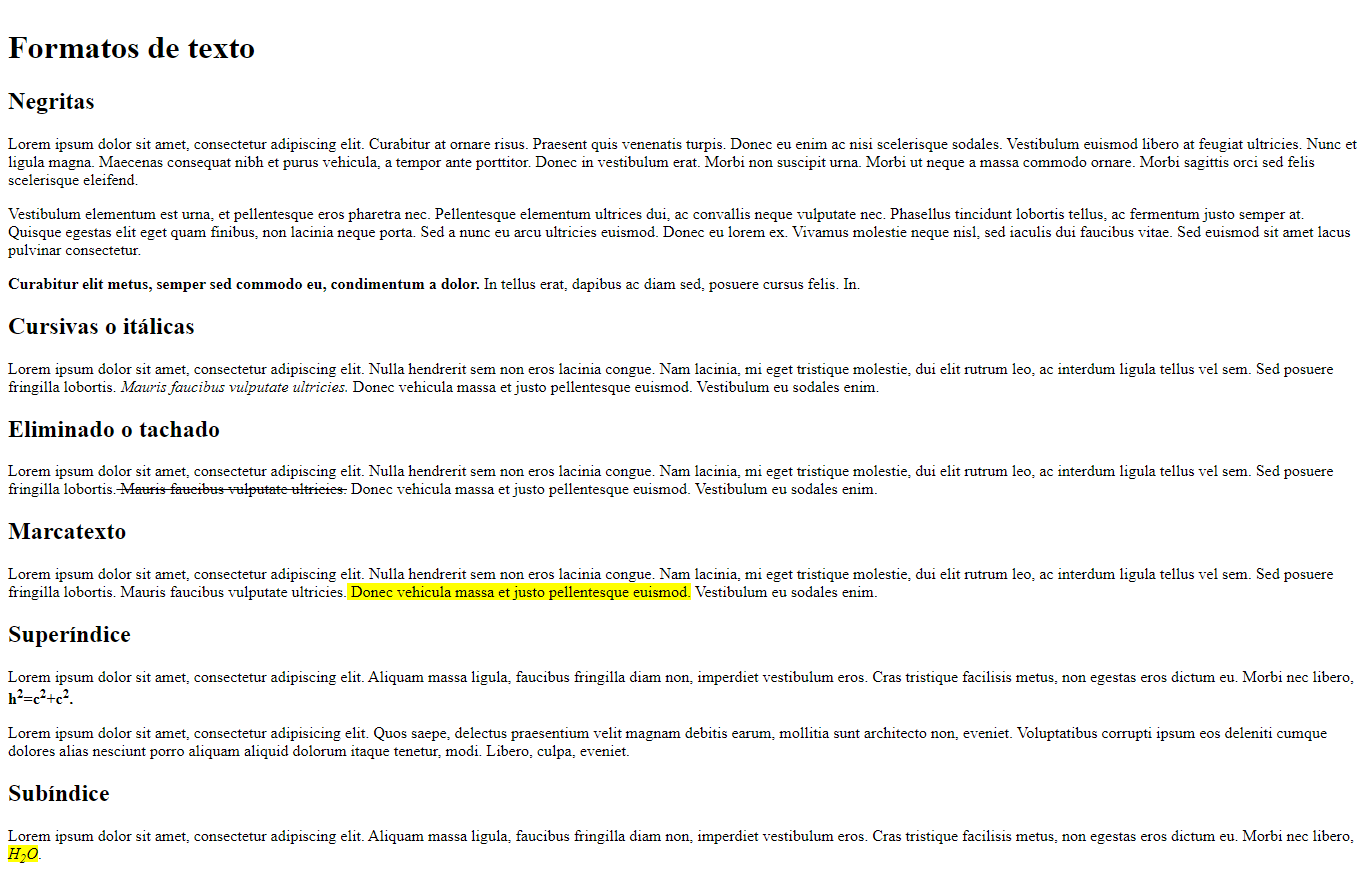 Formatos de texto
Negritas
Lorem ipsum dolor sit amet, consectetur adipiscing elit. Curabitur at ornare risus. Praesent quis venenatis turpis. Donec eu enim ac nisi scelerisque sodales. Vestibulum euismod libero at feugiat ultricies. Nunc et
ligula magna. Maecenas consequat nibh et purus vehicula, a tempor ante porttitor. Donec in vestibulum erat. Morbi non suscipit urna. Morbi ut neque a massa commodo ornare. Morbi sagittis orci sed felis
scelerisque eleifend.
Vestibulum elementum est urna, et pellentesque eros pharetra nec. Pellentesque elementum ultrices dui, ac convallis neque vulputate nec. Phasellus tincidunt lobortis tellus, ac fermentum justo semper at.
Quisque egestas elit eget quam finibus, non lacinia neque porta. Sed a nunc eu arcu ultricies euismod. Donec eu lorem ex. Vivamus molestie neque nisl, sed iaculis dui faucibus vitae. Sed euismod sit amet lacus
pulvinar consectetur.
Curabitur elit metus, semper sed commodo eu, condimentum a dolor. In tellus erat, dapibus ac diam sed, posuere cursus felis. In.
Cursivas o itálicas
Lorem ipsum dolor sit amet, consectetur adipiscing elit. Nulla hendrerit sem non eros lacinia congue. Nam lacinia, mi eget tristique molestie, dui elit rutrum leo, ac interdum ligula tellus vel sem. Sed posuere
fringilla lobortis. Mauris faucibus vulputate ultricies. Donec vehicula massa et justo pellentesque euismod. Vestibulum eu sodales enim.
Eliminado o tachado
Lorem ipsum dolor sit amet, consectetur adipiscing elit. Nulla hendrerit sem non eros lacinia congue. Nam lacinia, mi eget tristique molestie, dui elit rutrum leo, ac interdum ligula tellus vel sem. Sed posuere
fringilla lobortis. Mauris faucibus vulputate ultricies. Donec vehicula massa et justo pellentesque euismod. Vestibulum eu sodales enim.
Marcatexto
Lorem ipsum dolor sit amet, consectetur adipiscing elit. Nulla hendrerit sem non eros lacinia congue. Nam lacinia, mi eget tristique molestie, dui elit rutrum leo, ac interdum ligula tellus vel sem. Sed posuere
fringilla lobortis. Mauris faucibus vulputate ultricies. Donec vehicula massa et justo pellentesque euismod. Vestibulum eu sodales enim.
Superíndice
Lorem ipsum dolor sit amet, consectetur adipiscing elit. Aliquam massa ligula, faucibus fringilla diam non, imperdiet vestibulum eros. Cras tristique facilisis metus, non egestas eros dictum eu. Morbi nec libero,
h²=c²+c².
Lorem ipsum dolor sit amet, consectetur adipisicing elit. Quos saepe, delectus praesentium velit magnam debitis earum, mollitia sunt architecto non, eveniet. Voluptatibus corrupti ipsum eos deleniti cumque
dolores alias nesciunt porro aliquam aliquid dolorum itaque tenetur, modi. Libero, culpa, eveniet.
Subíndice
Lorem ipsum dolor sit amet, consectetur adipiscing elit. Aliquam massa ligula, faucibus fringilla diam non, imperdiet vestibulum eros. Cras tristique facilisis metus, non egestas eros dictum eu. Morbi nec libero,
H₂O.